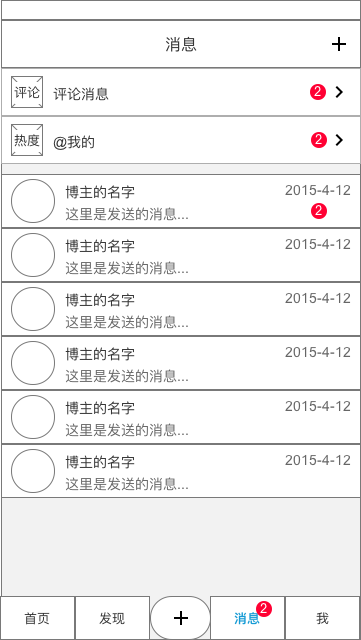 消息
评论 评论消息 2
热度 @我的 2
博主的名字 2015-4-12
这里是发送的消息... 2
博主的名字 2015-4-12
这里是发送的消息...
博主的名字 2015-4-12
这里是发送的消息...
博主的名字 2015-4-12
这里是发送的消息...
博主的名字 2015-4-12
这里是发送的消息...
博主的名字 2015-4-12
这里是发送的消息...
首页 发现 消息 2 我